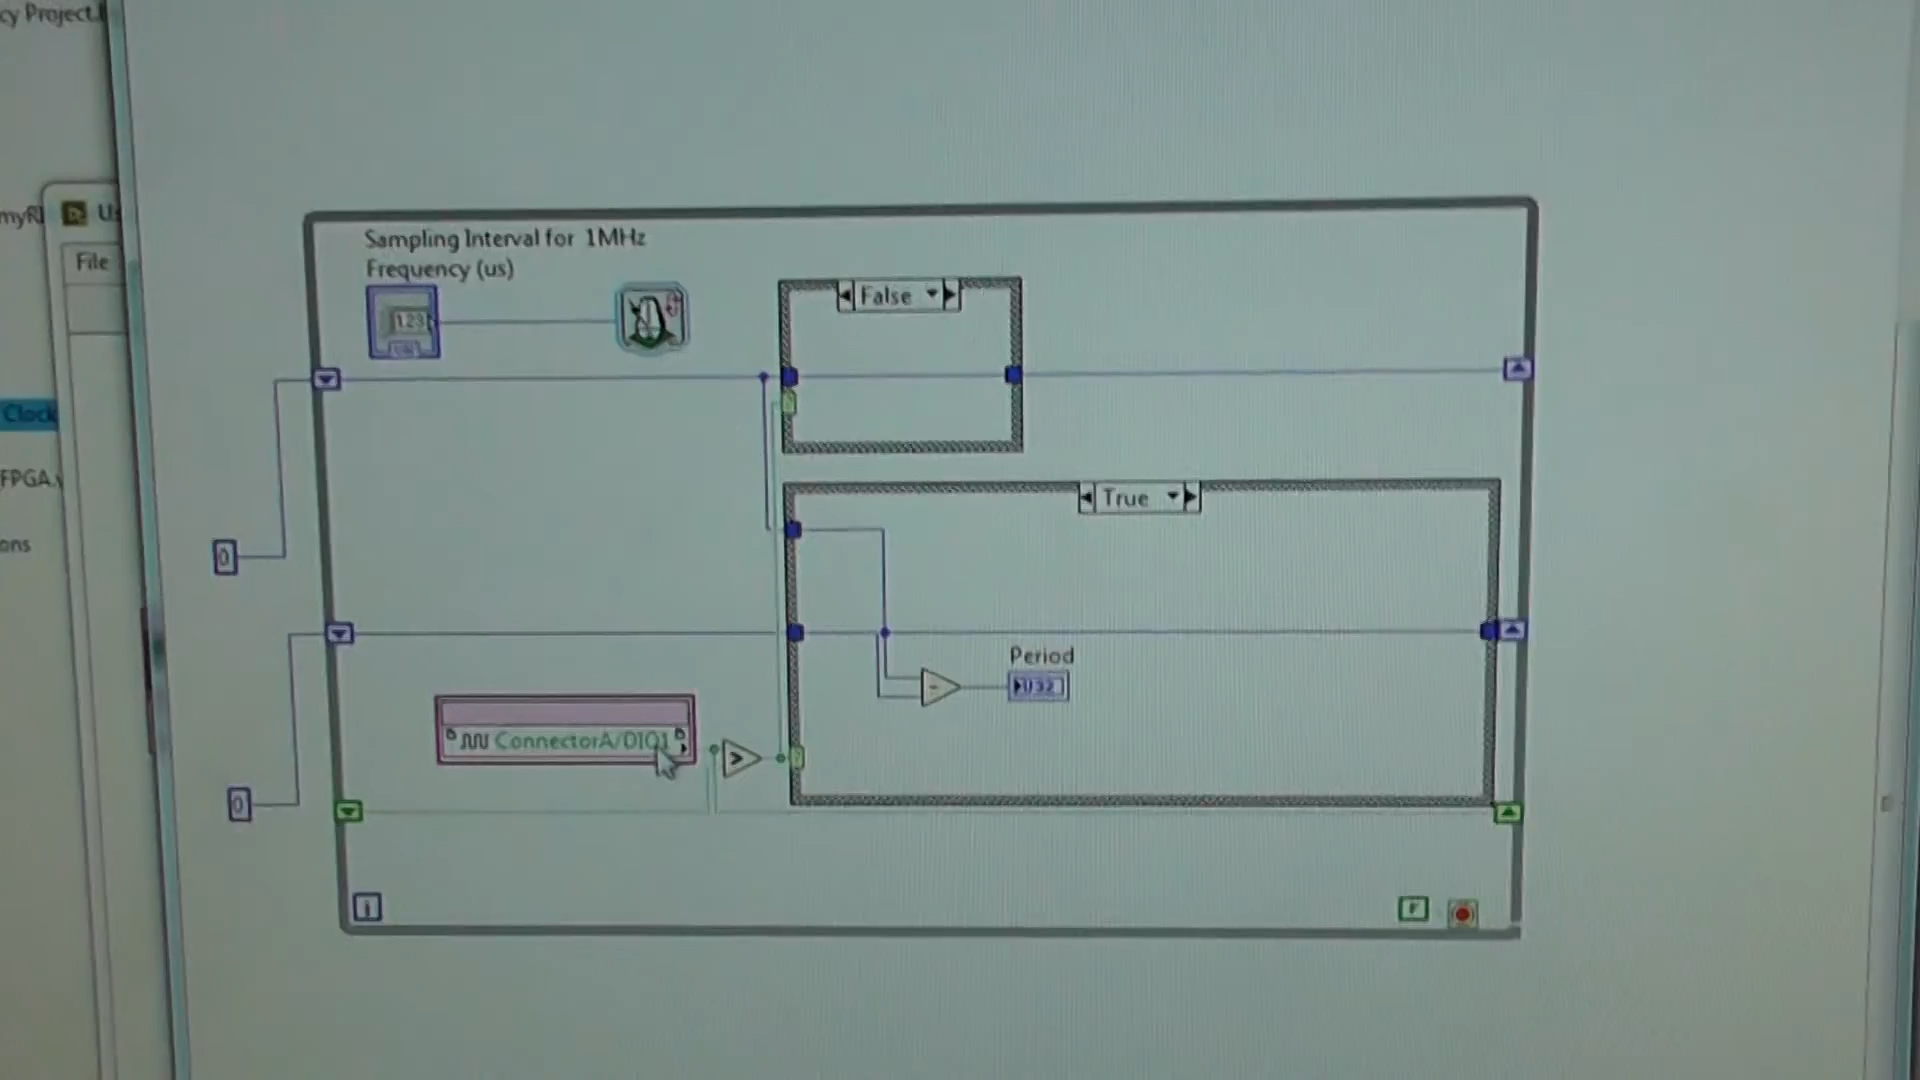 cy Project.
myRI
Us
File
Clock
FPGA.v
ons
Sampling Interval for 1MHz
Frequency (us)
123
False
True
0
Period
U32
ConnectorA/DIO1
>
-
?
0
i
F